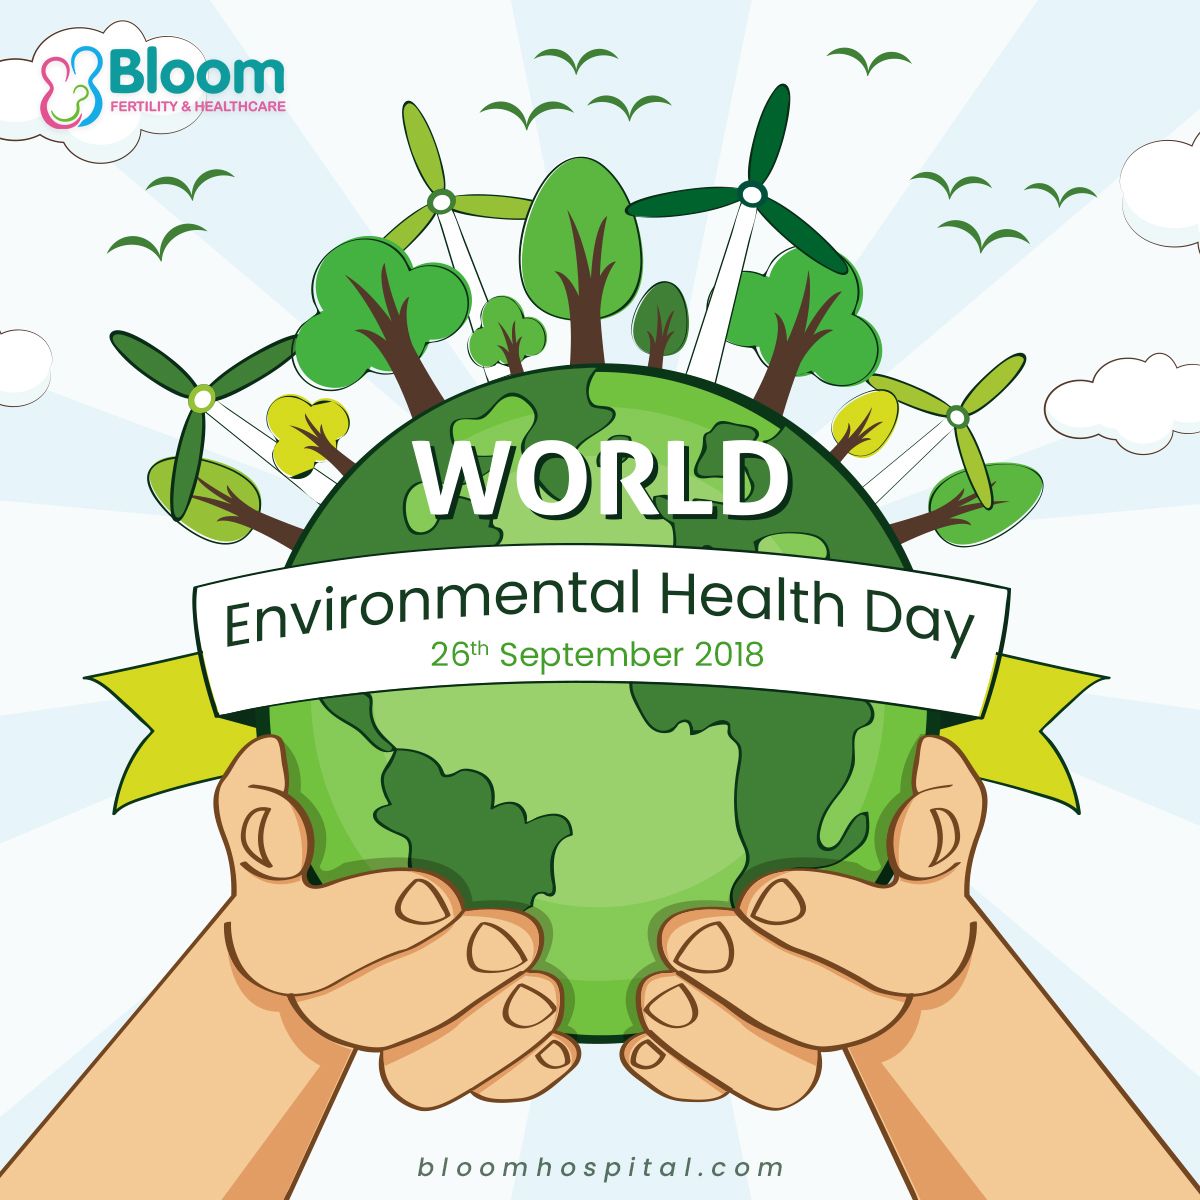 Bloom
FERTILITY & HEALTHCARE
WORLD
Environmental Health Day
26th September 2018
bloomhospital.com